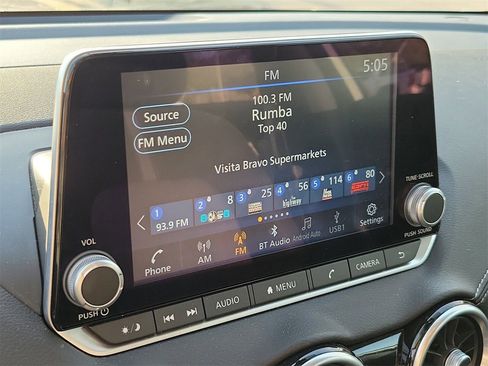 FM
5:05
100.3 FM
Rumba
Top 40
Source
FM Menu
Visita Bravo Supermarkets
1 2 8 3 25 4 56 5 114 6 80
93.9 FM highway ESPN
Phone AM FM BT Audio Android Auto USB1 Settings
VOL
PUSH
TUNE·SCROLL
PUSH SOUND
AUDIO MENU CAMERA